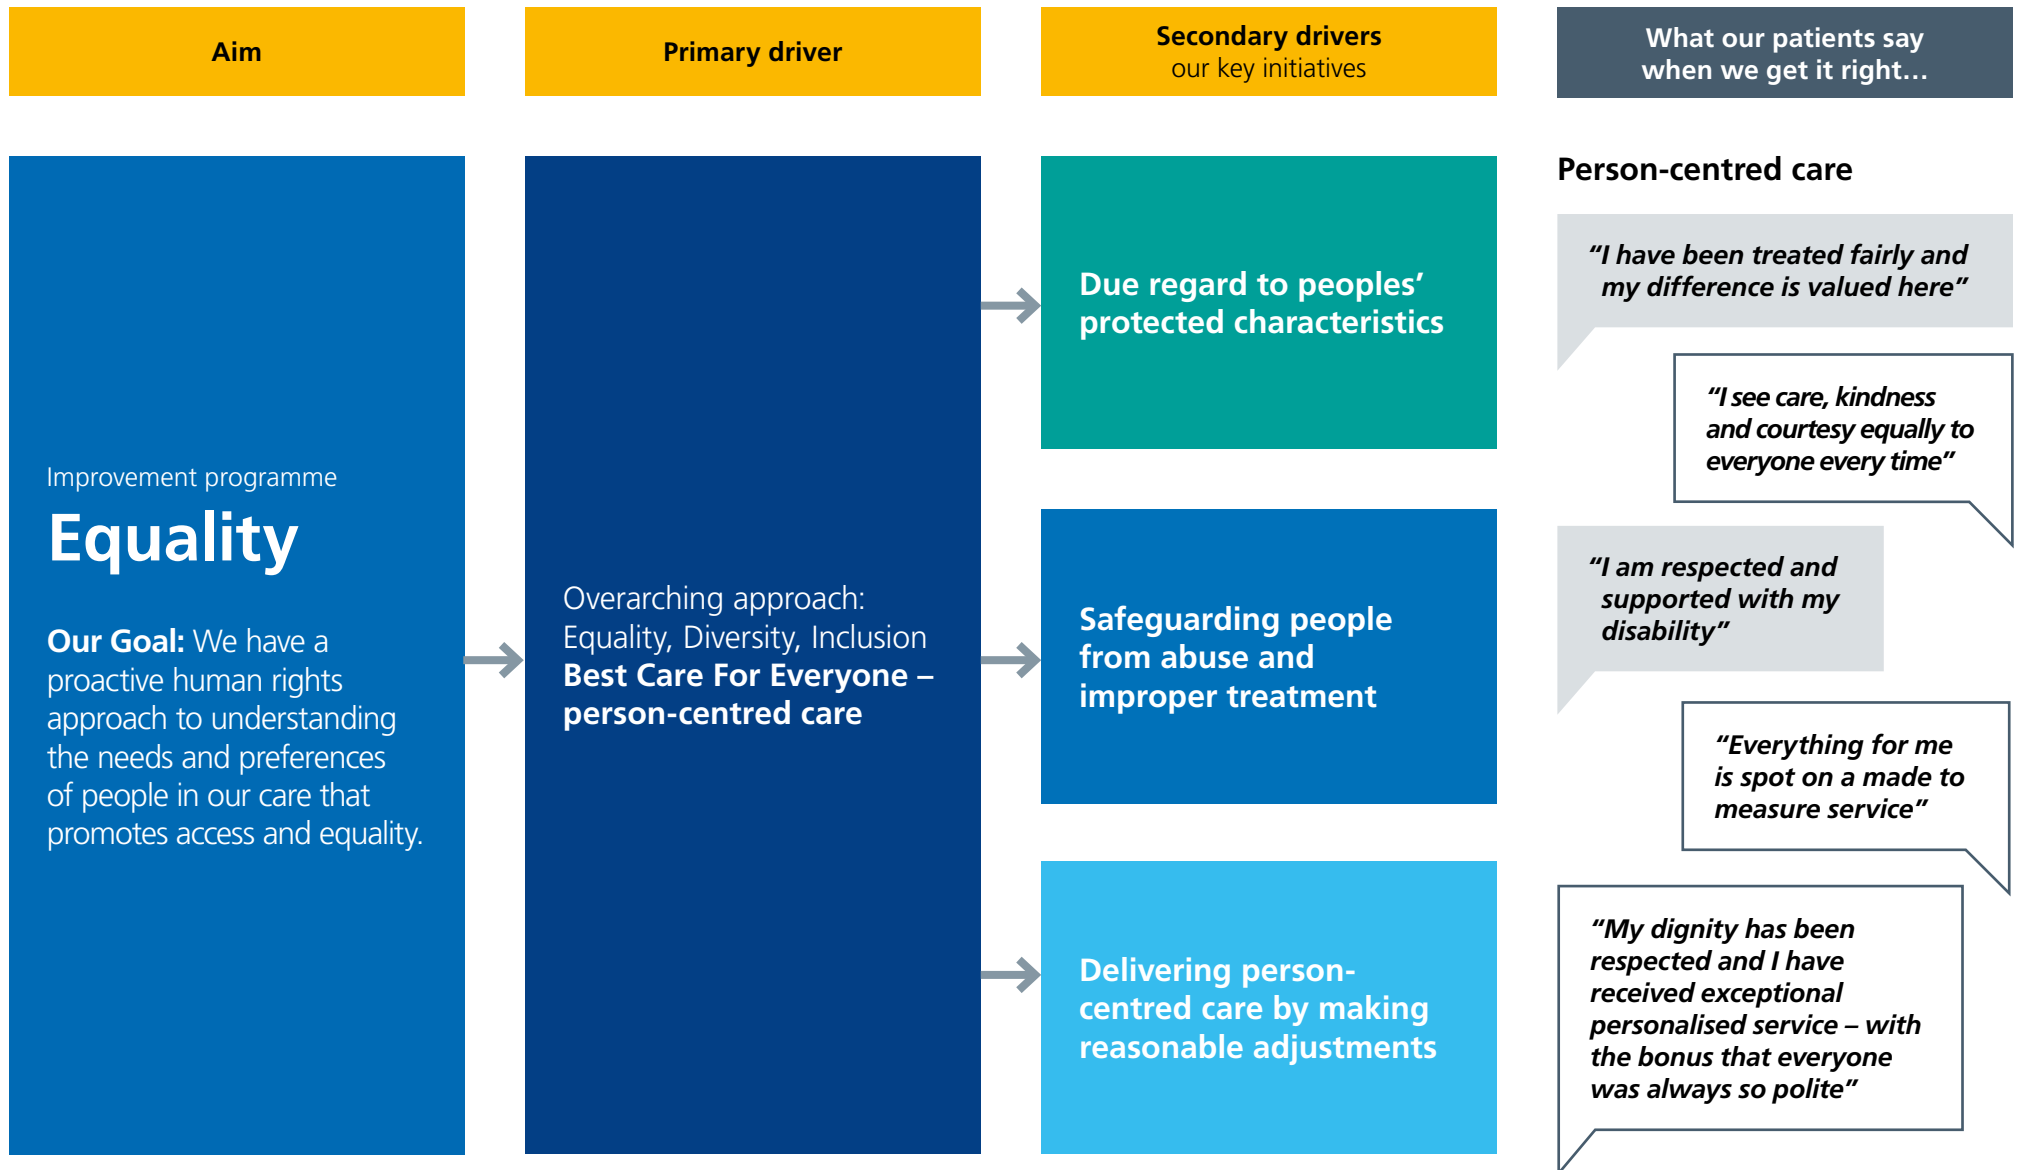 Aim
Primary driver
Secondary drivers
our key initiatives
What our patients say
when we get it right…
Improvement programme
Equality
Our Goal: We have a
proactive human rights
approach to understanding
the needs and preferences
of people in our care that
promotes access and equality.
Overarching approach:
Equality, Diversity, Inclusion
Best Care For Everyone –
person-centred care
Due regard to peoples’
protected characteristics
Safeguarding people
from abuse and
improper treatment
Delivering person-
centred care by making
reasonable adjustments
Person-centred care
“I have been treated fairly and
my difference is valued here”
“I see care, kindness
and courtesy equally to
everyone every time”
“I am respected and
supported with my
disability”
“Everything for me
is spot on a made to
measure service”
“My dignity has been
respected and I have
received exceptional
personalised service – with
the bonus that everyone
was always so polite”